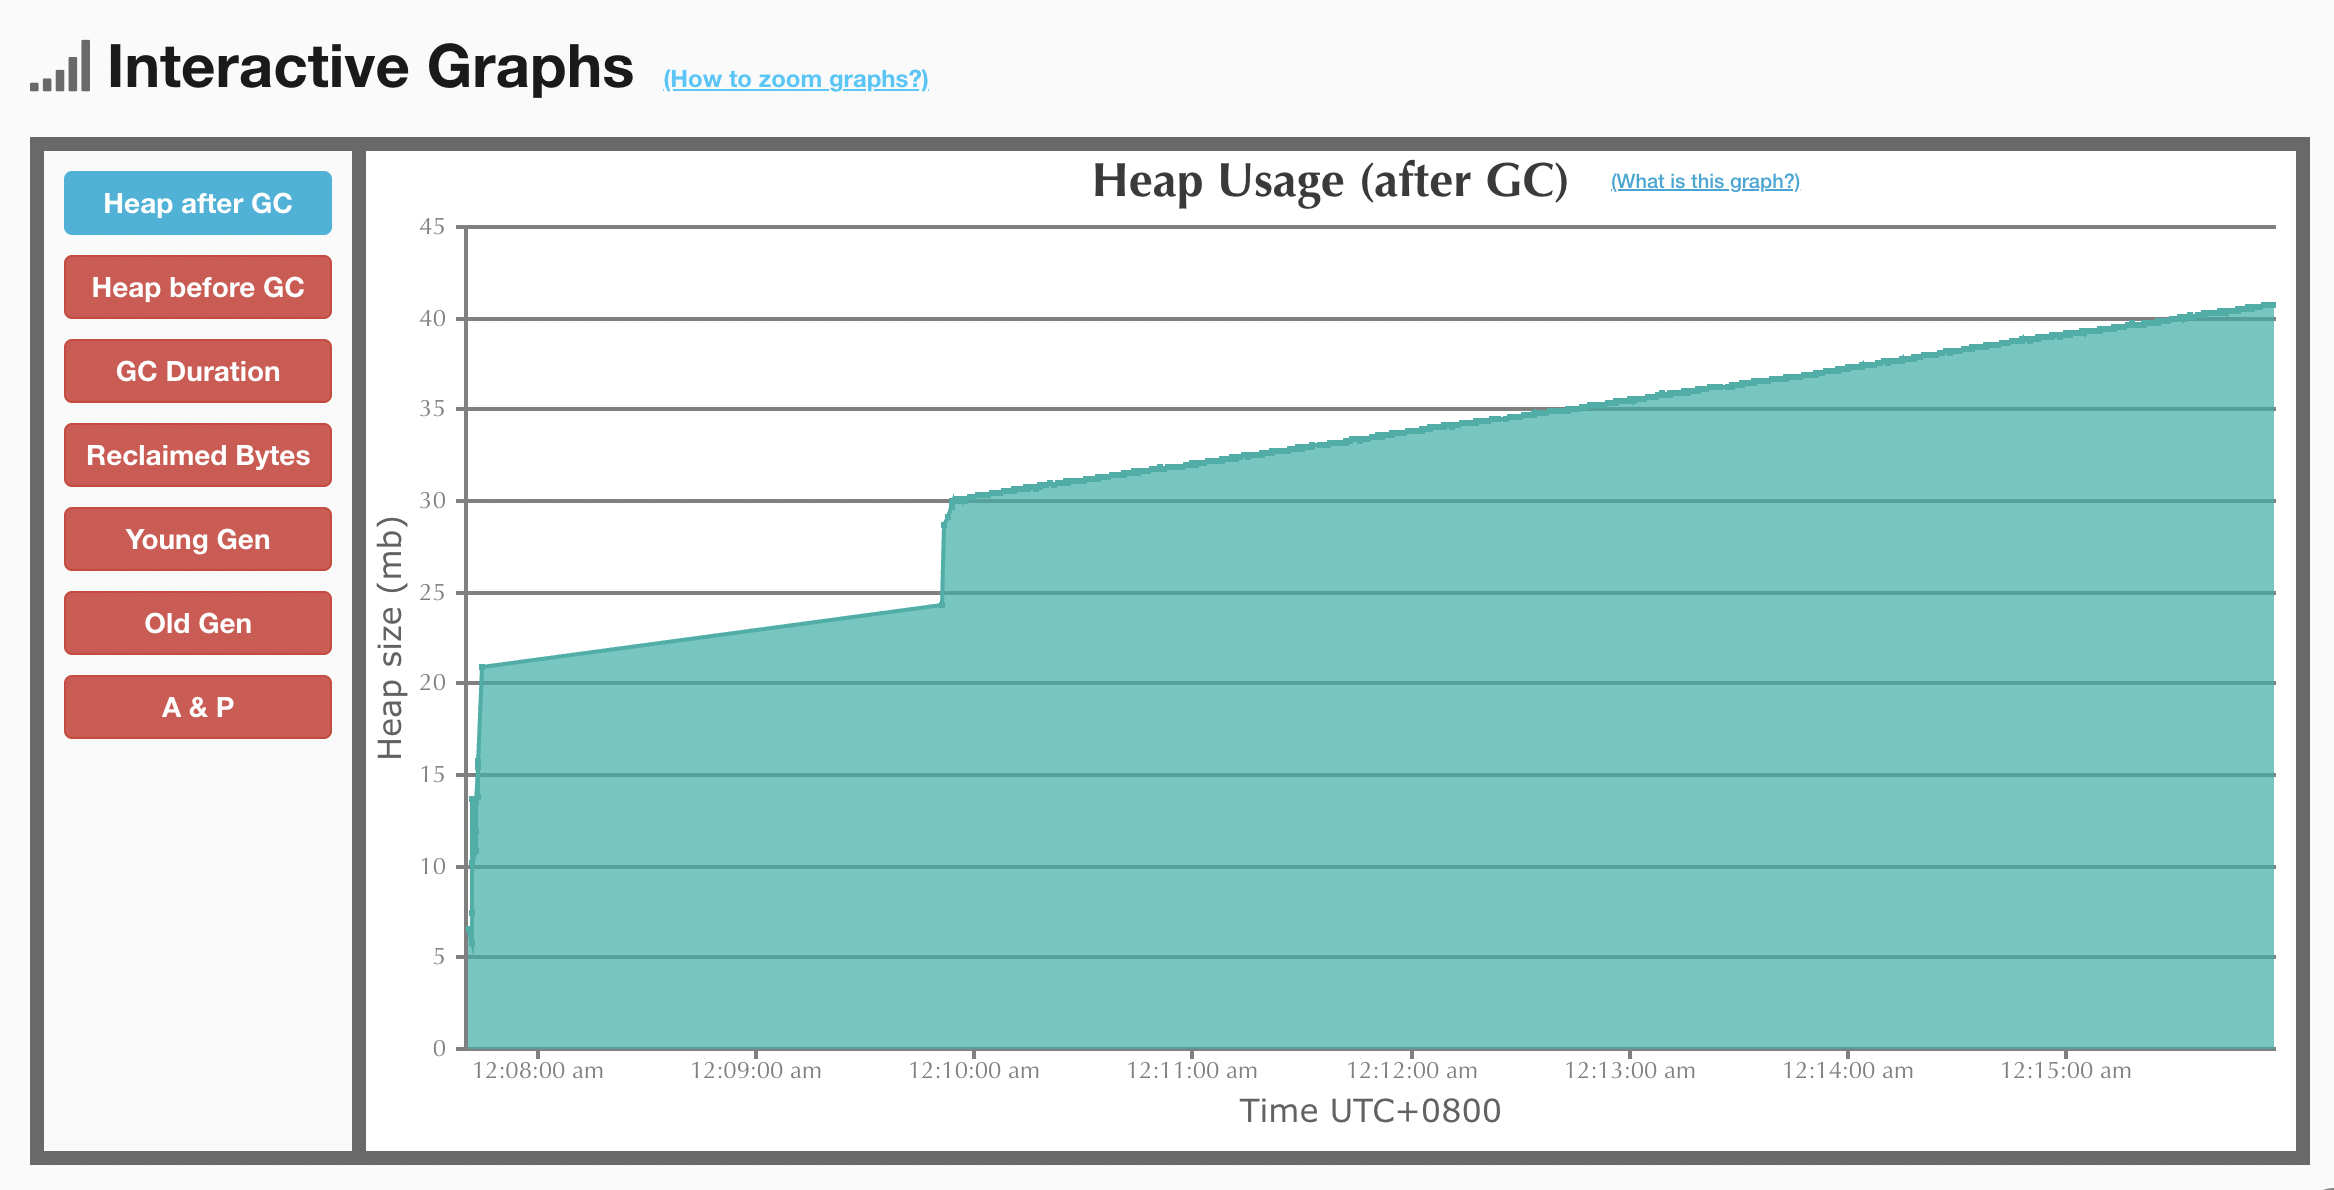 Interactive Graphs (How to zoom graphs?)
Heap after GC
Heap before GC
GC Duration
Reclaimed Bytes
Young Gen
Old Gen
A & P
Heap Usage (after GC) (What is this graph?)
Heap size (mb)
45
40
35
30
25
20
15
10
5
0
12:08:00 am 12:09:00 am 12:10:00 am 12:11:00 am 12:12:00 am 12:13:00 am 12:14:00 am 12:15:00 am
Time UTC+0800